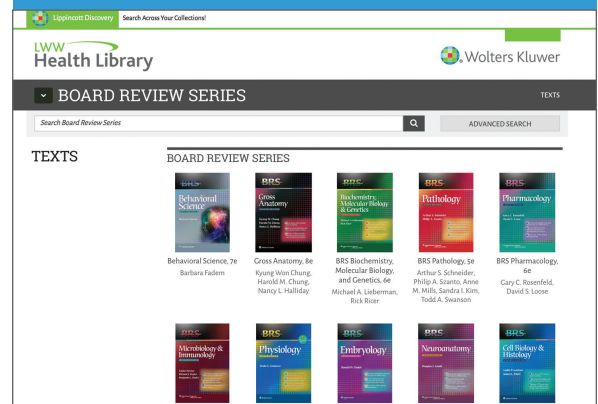 Lippincott Discovery Search Across Your Collections!
LWW
Health Library
Wolters Kluwer
BOARD REVIEW SERIES TEXTS
Search Board Review Series ADVANCED SEARCH
TEXTS
BOARD REVIEW SERIES
BRS BRS BRS BRS BRS
Behavioral Science
Gross Anatomy
Biochemistry, Molecular Biology & Genetics
Pathology
Pharmacology
Behavioral Science, 7e
Barbara Fadem
Gross Anatomy, 8e
Kyung Won Chung,
Harold M. Chung,
Nancy L. Halliday
BRS Biochemistry,
Molecular Biology,
and Genetics, 6e
Michael A. Lieberman,
Rick Ricer
BRS Pathology, 5e
Arthur S. Schneider,
Philip A. Szanto, Anne
M. Mills, Sandra I. Kim,
Todd A. Swanson
BRS Pharmacology,
6e
Gary C. Rosenfeld,
David S. Loose
BRS BRS BRS BRS BRS
Microbiology &
Immunology
Physiology
Embryology
Neuroanatomy
Cell Biology &
Histology